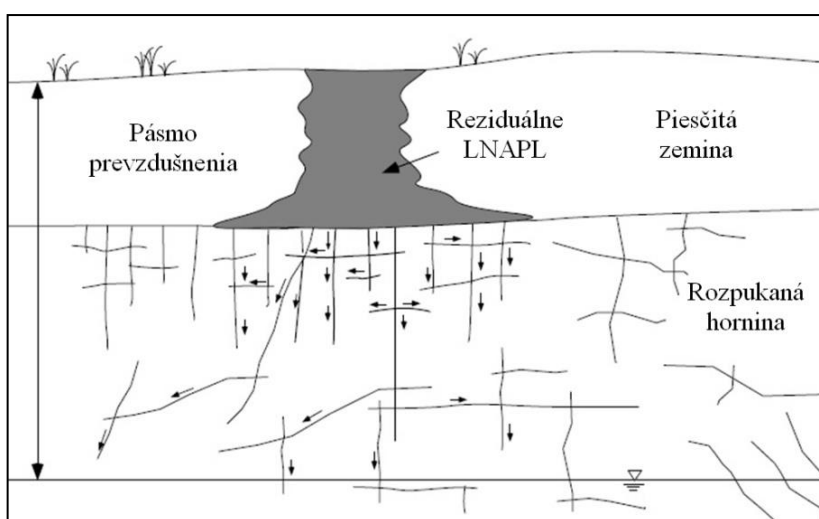 Pásmo
prevzdušnenia
Reziduálne
LNAPL
Piesčitá
zemina
Rozpukaná
hornina